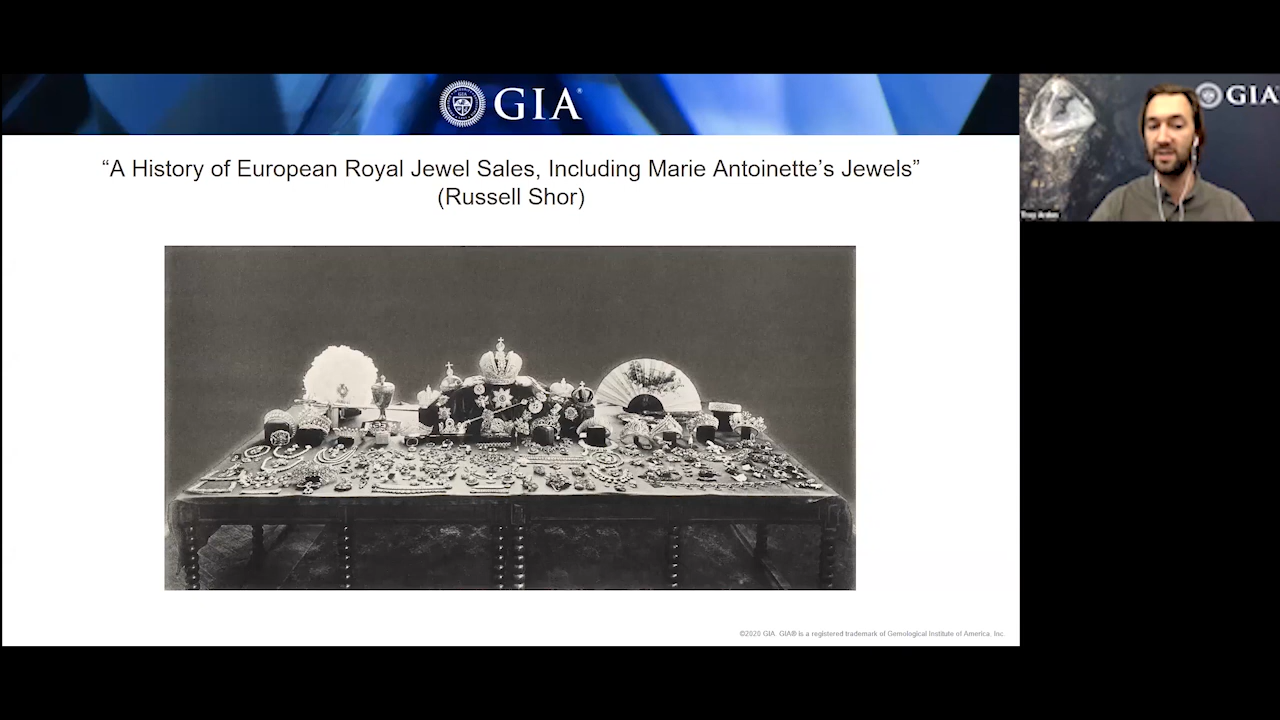 GIA
“A History of European Royal Jewel Sales, Including Marie Antoinette’s Jewels”
(Russell Shor)
©2020 GIA. GIA® is a registered trademark of Gemological Institute of America. Inc.
GIA